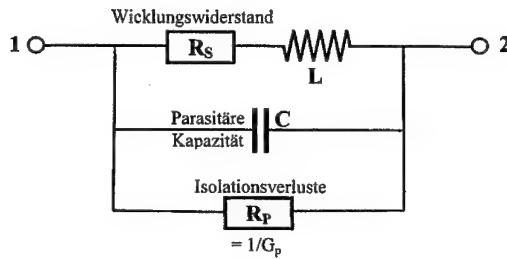 Wicklungswiderstand
1 R_S L 2
Parasitäre C
Kapazität
Isolationsverluste
R_P
= 1/G_p